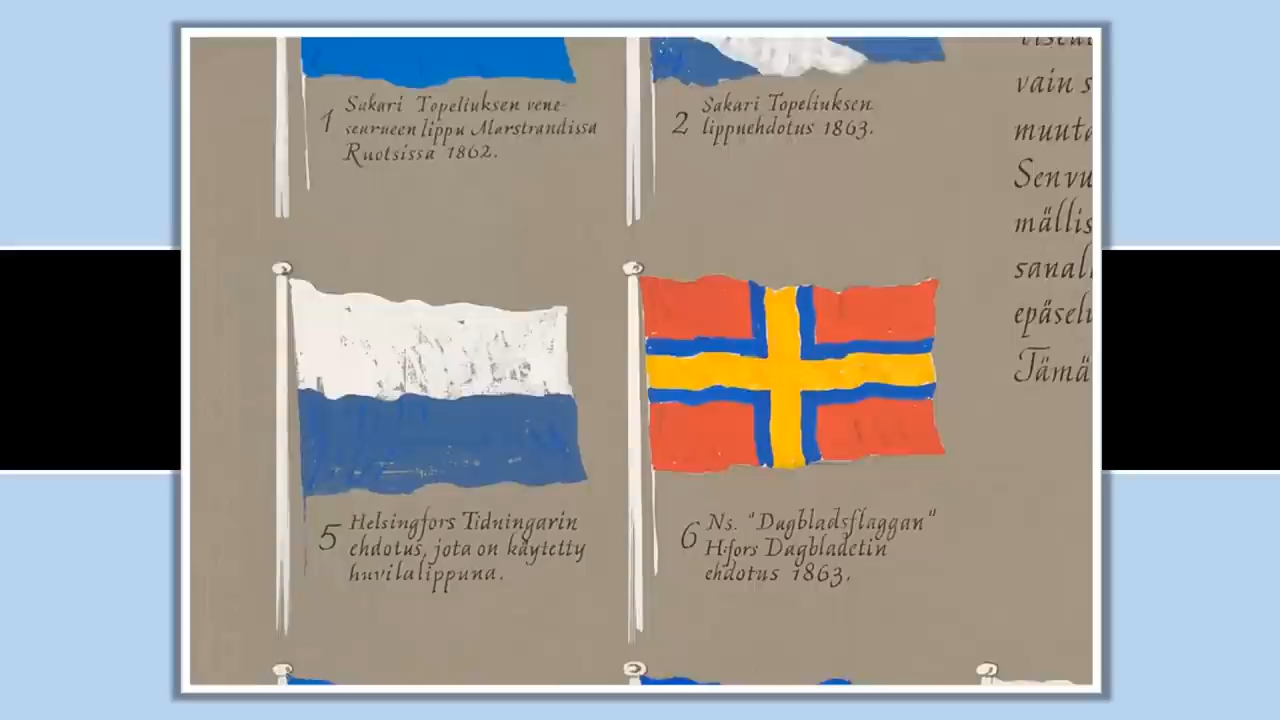 1 Sakari Topeliuksen vene-
seurueen lippu Marstrandissa
Ruotsissa 1862.
2 Sakari Topeliuksen
lippuehdotus 1863.
vain s
muuta
Senvu
mällis
sanal
epäsel
Tämä
5 Helsingfors Tidningarin
ehdotus, jota on käytetty
huvilalippuna.
6 Ns. "Dagbladsflaggan"
H:fors Dagbladetin
ehdotus 1863.